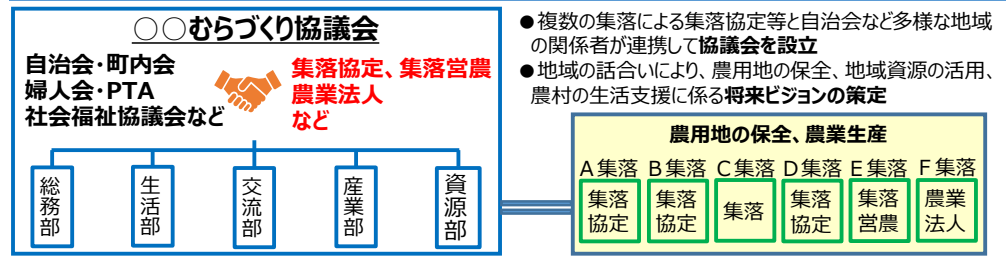 ○○むらづくり協議会
自治会・町内会
婦人会・PTA
社会福祉協議会など
集落協定、集落営農
農業法人
など
総務部
生活部
交流部
産業部
資源部
●複数の集落による集落協定等と自治会など多様な地域
の関係者が連携して協議会を設立
●地域の話合いにより、農用地の保全、地域資源の活用、
農村の生活支援に係る将来ビジョンの策定
農用地の保全、農業生産
A集落 B集落 C集落 D集落 E集落 F集落
集落
協定
集落
協定
集落
集落
協定
集落
営農
農業
法人